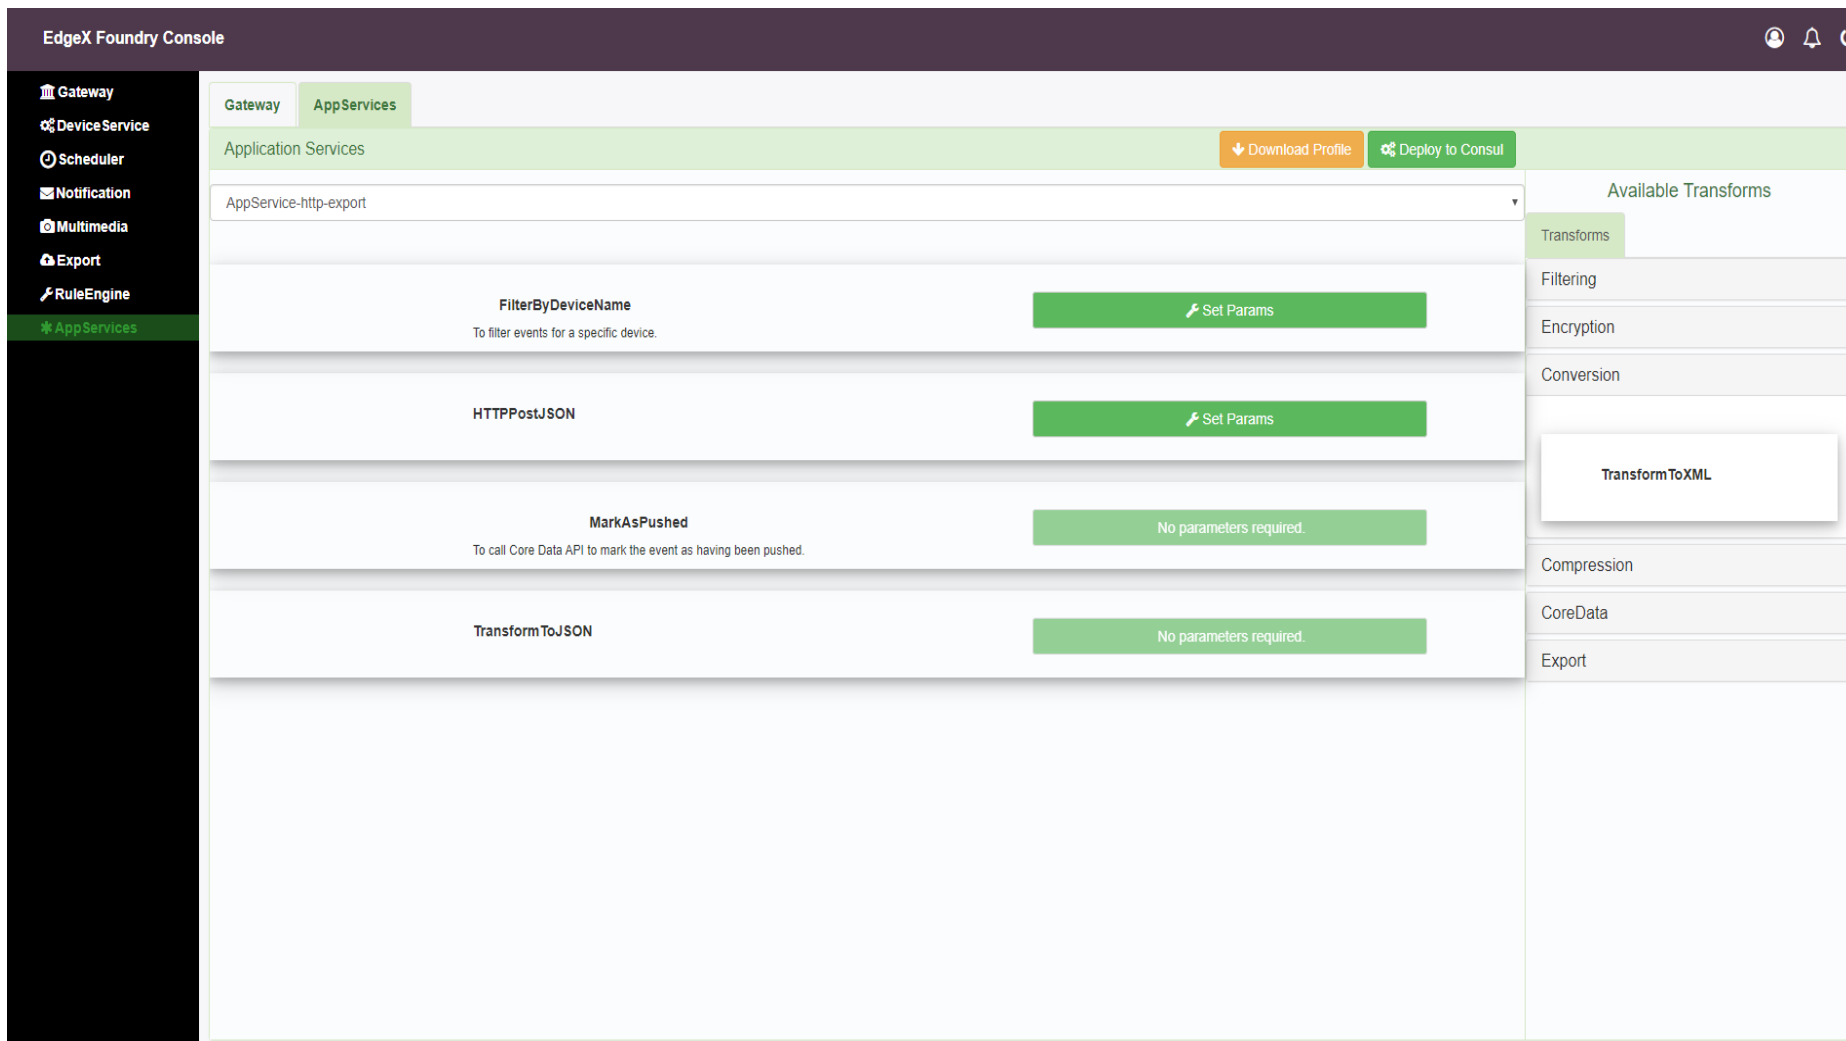 EdgeX Foundry Console
Gateway
DeviceService
Scheduler
Notification
Multimedia
Export
RuleEngine
AppServices
Gateway AppServices
Application Services
Download Profile Deploy to Consul
AppService-http-export
FilterByDeviceName
To filter events for a specific device.
Set Params
HTTPPostJSON
Set Params
MarkAsPushed
To call Core Data API to mark the event as having been pushed.
No parameters required.
TransformToJSON
No parameters required.
Available Transforms
Transforms
Filtering
Encryption
Conversion
TransformToXML
Compression
CoreData
Export